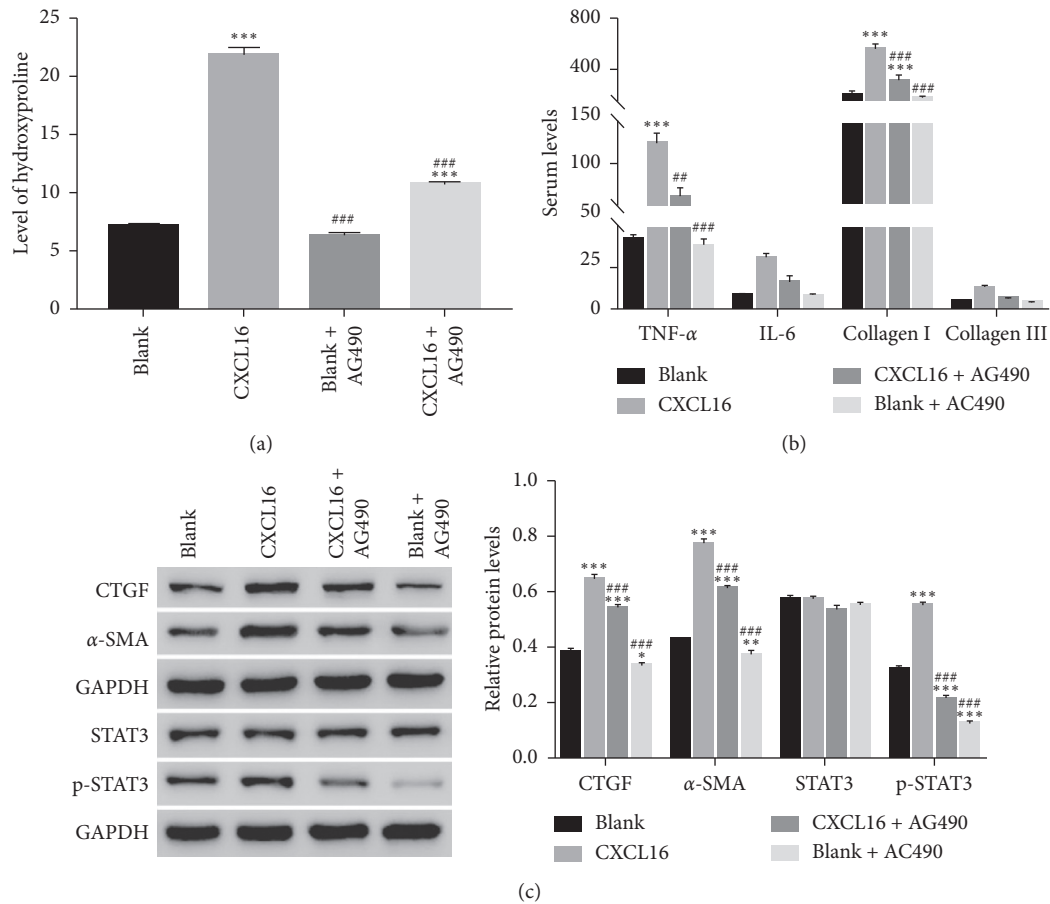 25
20
15
10
5
0
Level of hydroxyproline
***
###
###
***
Blank
CXCL16
Blank +
AG490
CXCL16 +
AG490
(a)
800
400
150
100
50
25
0
Serum levels
***
##
###
***
###
***
###
TNF-α
IL-6
Collagen I
Collagen III
Blank
CXCL16
CXCL16 + AG490
Blank + AC490
(b)
Blank
CXCL16
CXCL16 +
AG490
Blank +
AG490
CTGF
α-SMA
GAPDH
STAT3
p-STAT3
GAPDH
1.0
0.8
0.6
0.4
0.2
0.0
Relative protein levels
***
###
***
###
*
***
###
***
###
**
***
###
***
###
***
CTGF
α-SMA
STAT3
p-STAT3
Blank
CXCL16
CXCL16 + AG490
Blank + AC490
(c)